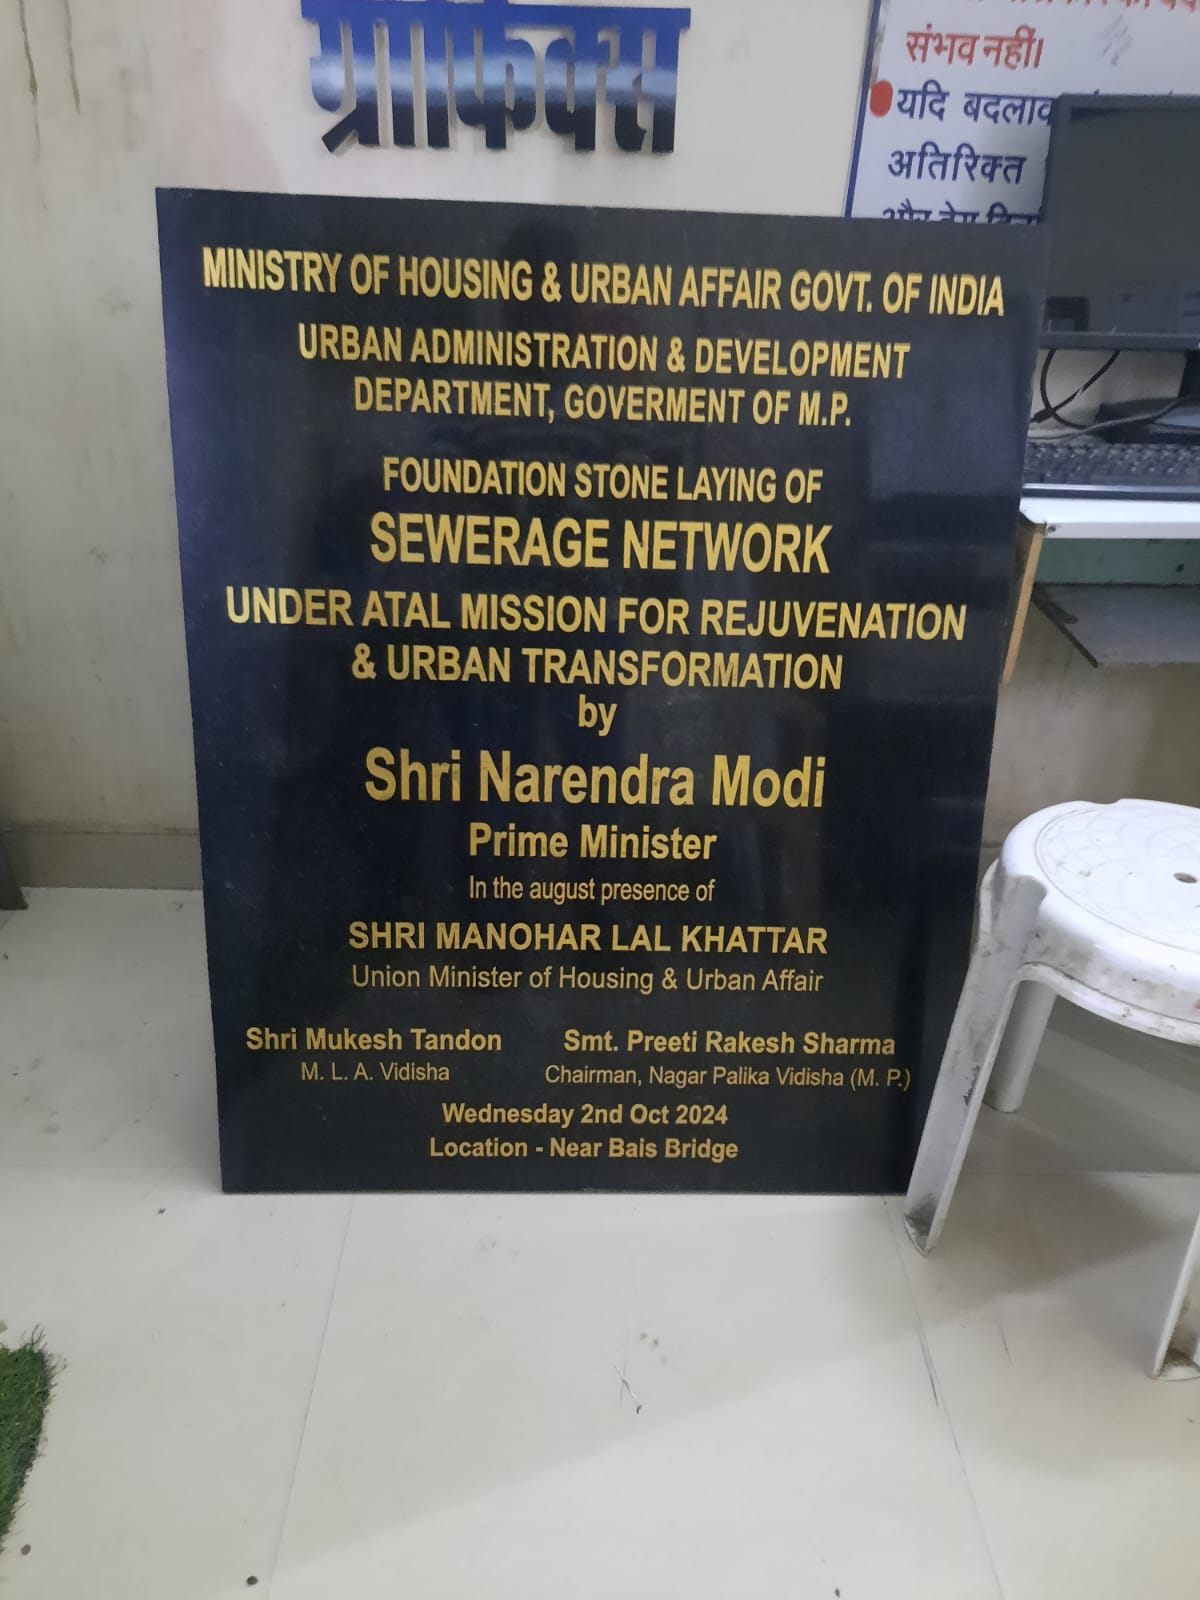 ग्राफिक्स
संभव नहीं।
यदि बदलाव
अतिरिक्त
MINISTRY OF HOUSING & URBAN AFFAIR GOVT. OF INDIA
URBAN ADMINISTRATION & DEVELOPMENT
DEPARTMENT, GOVERMENT OF M.P.
FOUNDATION STONE LAYING OF
SEWERAGE NETWORK
UNDER ATAL MISSION FOR REJUVENATION
& URBAN TRANSFORMATION
by
Shri Narendra Modi
Prime Minister
In the august presence of
SHRI MANOHAR LAL KHATTAR
Union Minister of Housing & Urban Affair
Shri Mukesh Tandon
M. L. A. Vidisha
Smt. Preeti Rakesh Sharma
Chairman, Nagar Palika Vidisha (M. P.)
Wednesday 2nd Oct 2024
Location - Near Bais Bridge